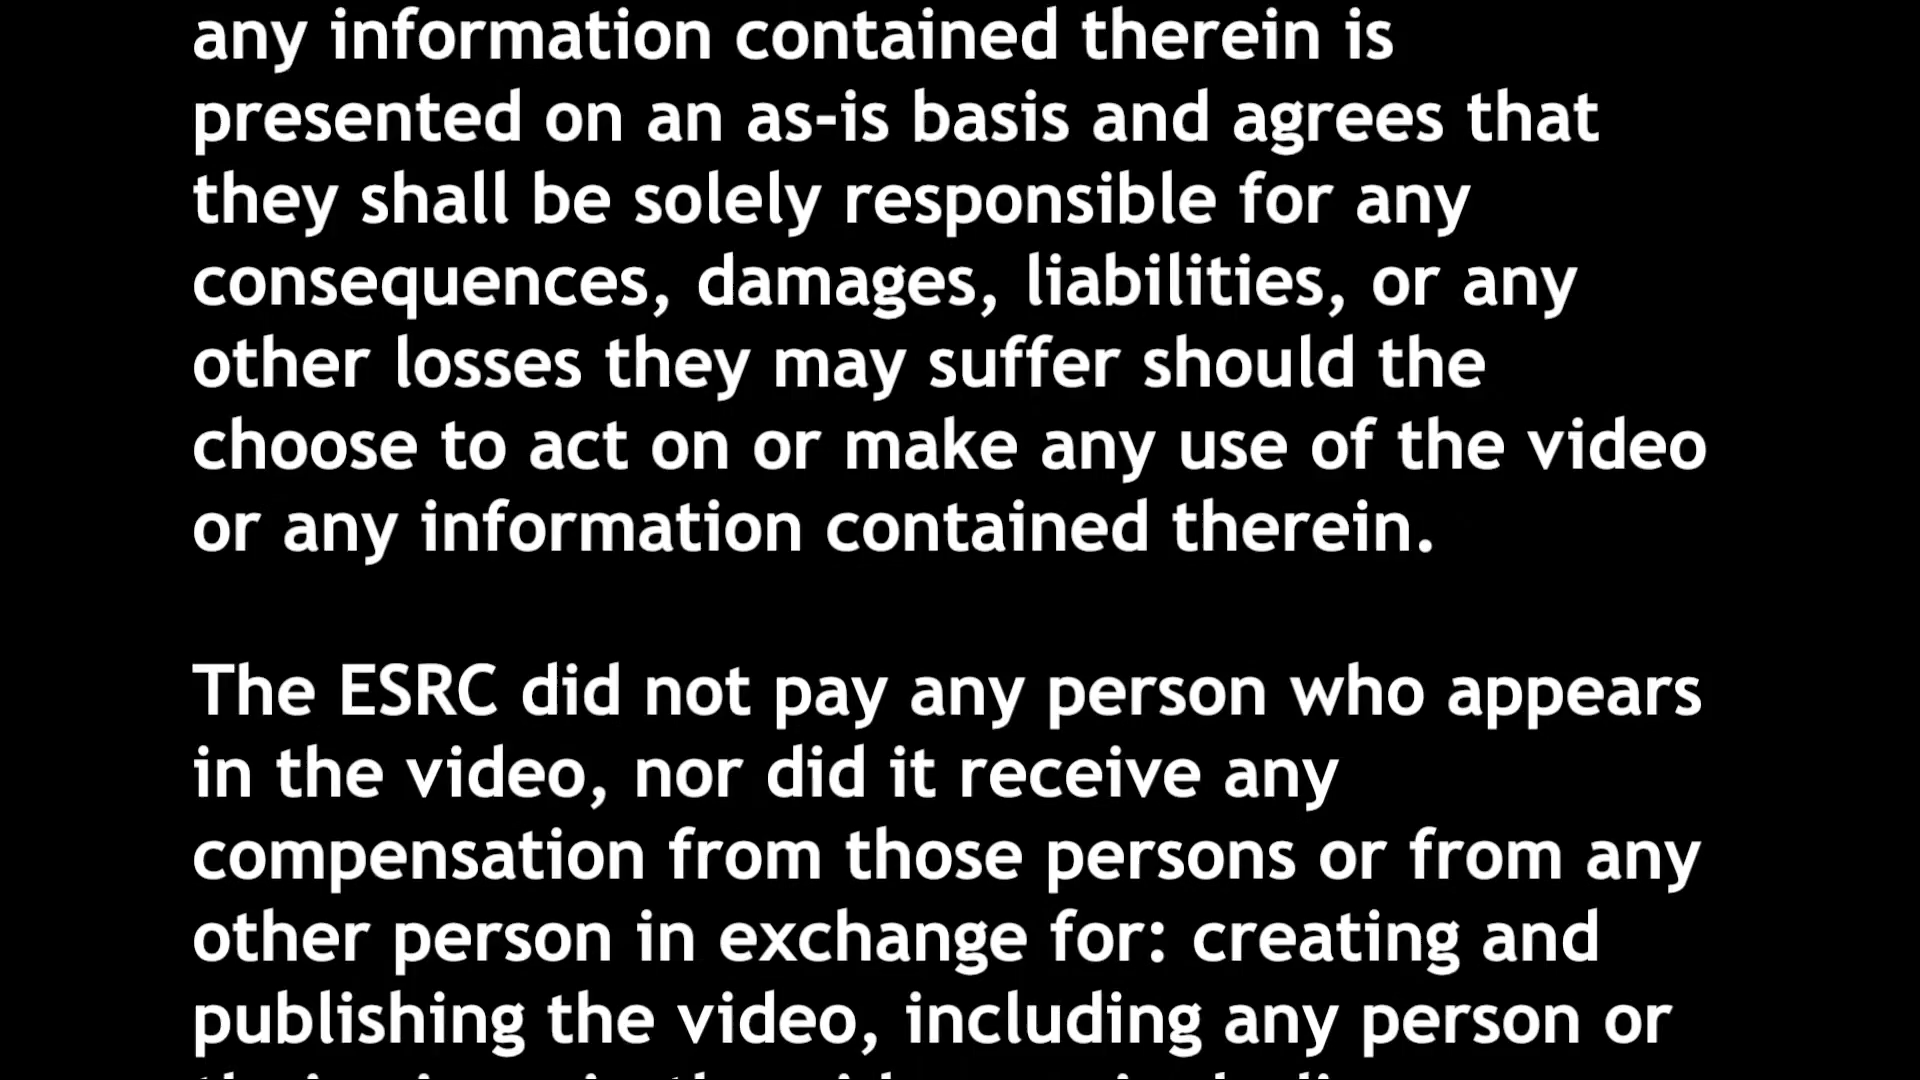 any information contained therein is
presented on an as-is basis and agrees that
they shall be solely responsible for any
consequences, damages, liabilities, or any
other losses they may suffer should the
choose to act on or make any use of the video
or any information contained therein.
The ESRC did not pay any person who appears
in the video, nor did it receive any
compensation from those persons or from any
other person in exchange for: creating and
publishing the video, including any person or